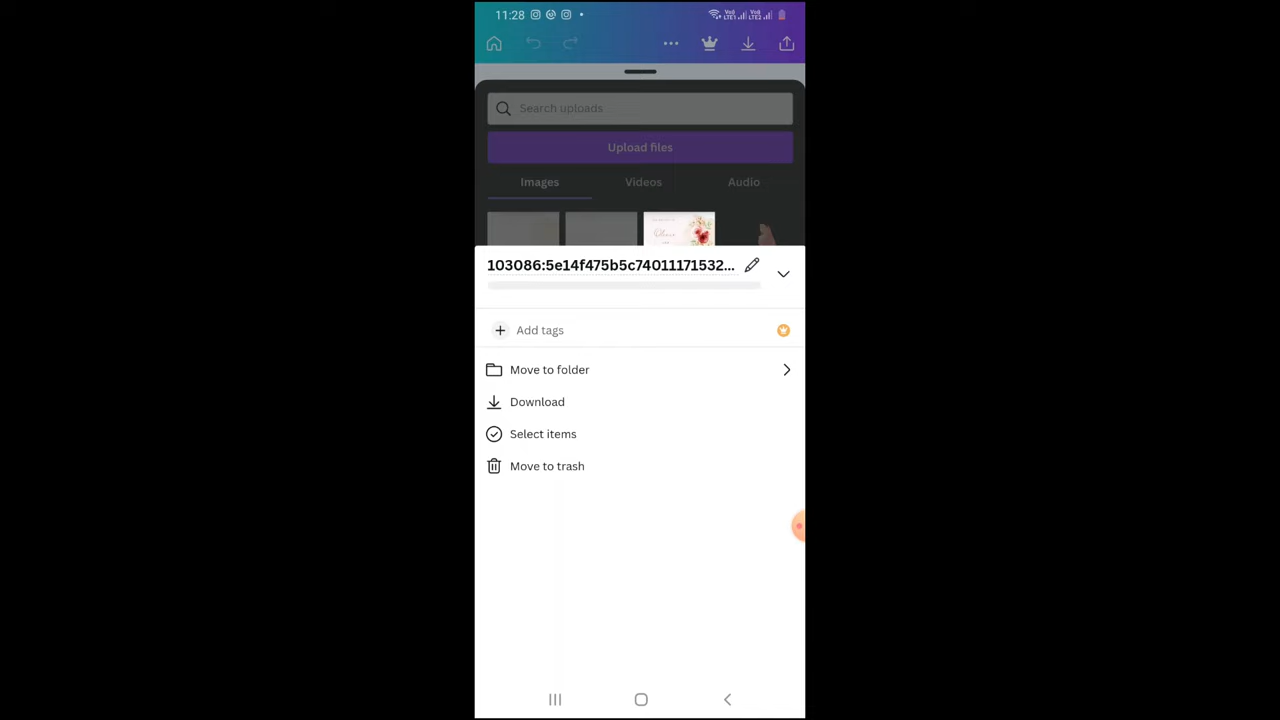 11:28
Search uploads
Upload files
Images Videos Audio
103086:5e14f475b5c74011171532...
Add tags
Move to folder
Download
Select items
Move to trash